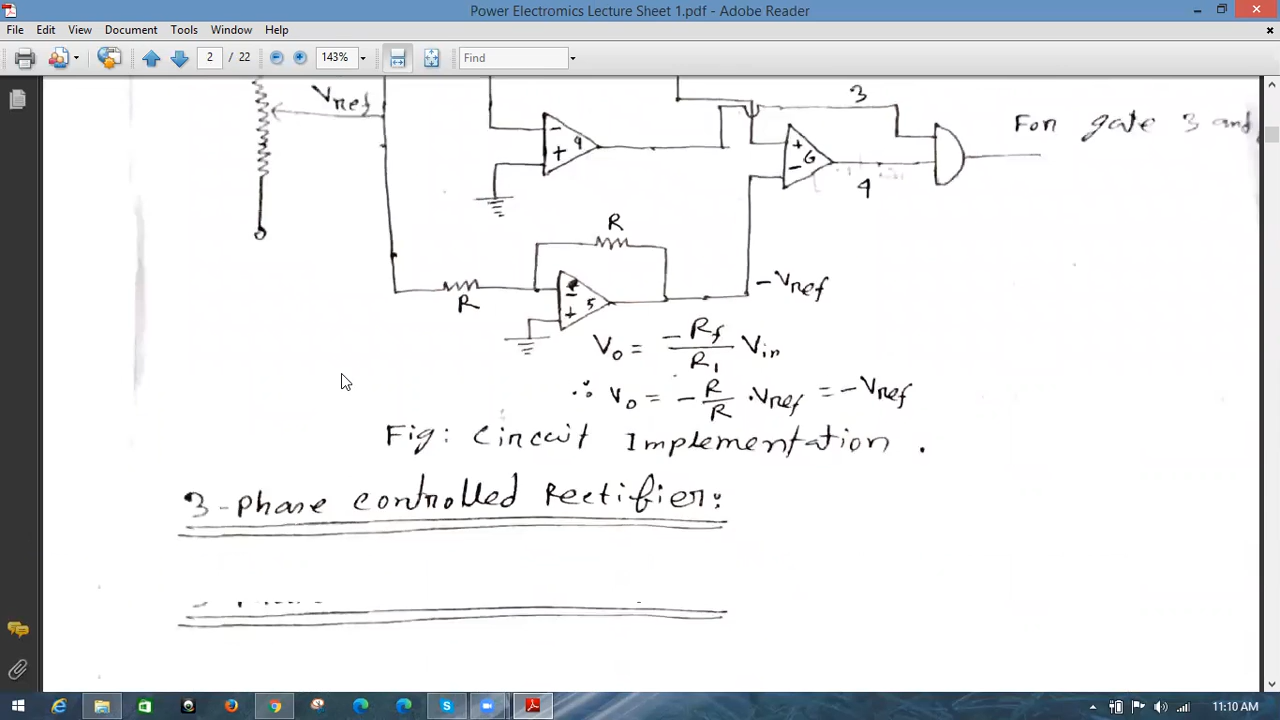 Power Electronics Lecture Sheet 1.pdf - Adobe Reader
File Edit View Document Tools Window Help
2 / 22 143% Find
Vref
3
For gate 3 and
- + 4
+ - 6
4
R
R
- + 5
-Vref
Vo = -Rf/R1 Vin
∴ Vo = -R/R .Vref = -Vref
Fig: Circuit Implementation.
3-phase controlled Rectifier:
11:10 AM